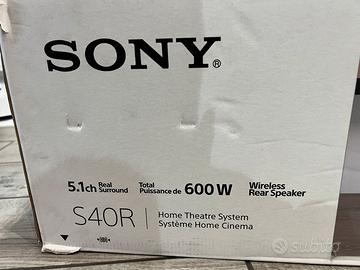 SONY®
5.1ch Real Surround Total Puissance de 600 W Wireless Rear Speaker
S40R Home Theatre System
Système Home Cinema
subito